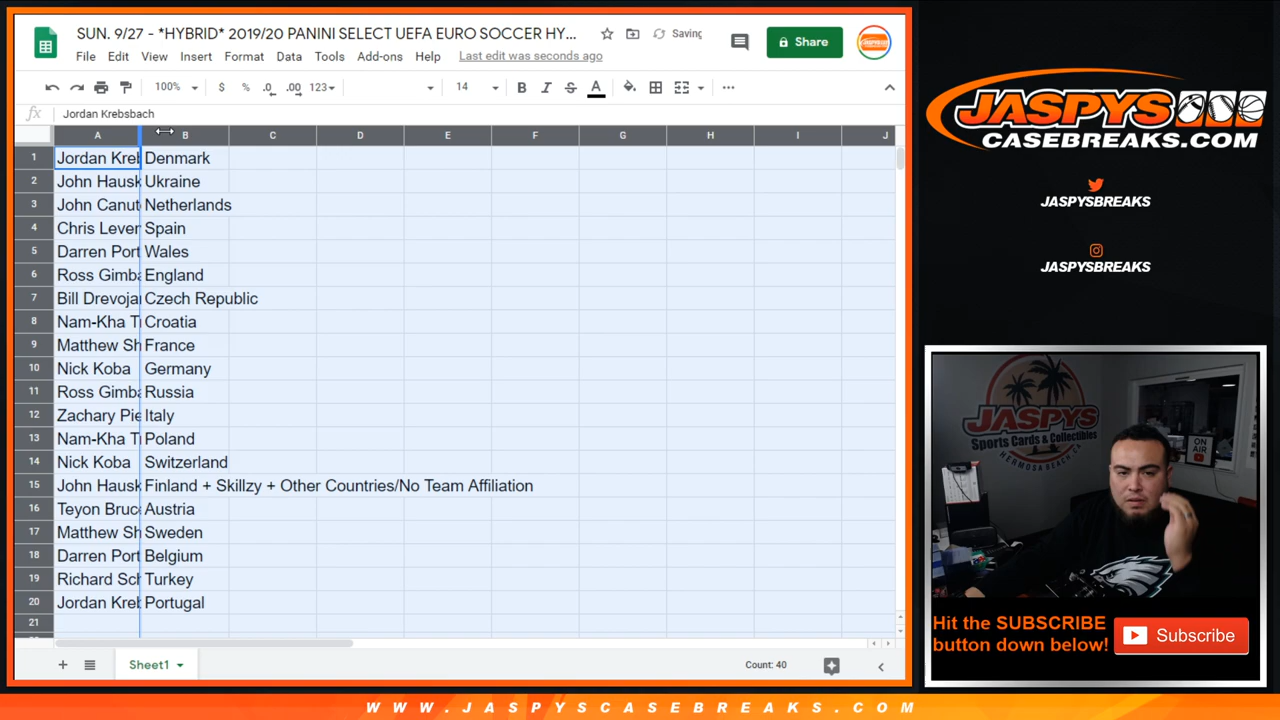 SUN. 9/27 - *HYBRID* 2019/20 PANINI SELECT UEFA EURO SOCCER HY...
Saving
Share
File Edit View Insert Format Data Tools Add-ons Help Last edit was seconds ago
100% $ % .0 .00 123 14 B I S A
fx Jordan Krebsbach
A B C D E F G H I J
1 Jordan Kreb Denmark
2 John Hausk Ukraine
3 John Canut Netherlands
4 Chris Lever Spain
5 Darren Port Wales
6 Ross Gimba England
7 Bill Drevoja Czech Republic
8 Nam-Kha T Croatia
9 Matthew Sh France
10 Nick Koba Germany
11 Ross Gimba Russia
12 Zachary Pie Italy
13 Nam-Kha T Poland
14 Nick Koba Switzerland
15 John Hausk Finland + Skillzy + Other Countries/No Team Affiliation
16 Teyon Bruc Austria
17 Matthew Sh Sweden
18 Darren Port Belgium
19 Richard Sch Turkey
20 Jordan Kreb Portugal
21
Sheet1
Count: 40
JASPYS
CASEBREAKS.COM
JASPYSBREAKS
JASPYSBREAKS
JASPYS
Sports Cards & Collectibles
HERMOSA BEACH, CA
ON AIR
EAGLES
Hit the SUBSCRIBE
button down below!
Subscribe
WWW.JASPYSCASEBREAKS.COM